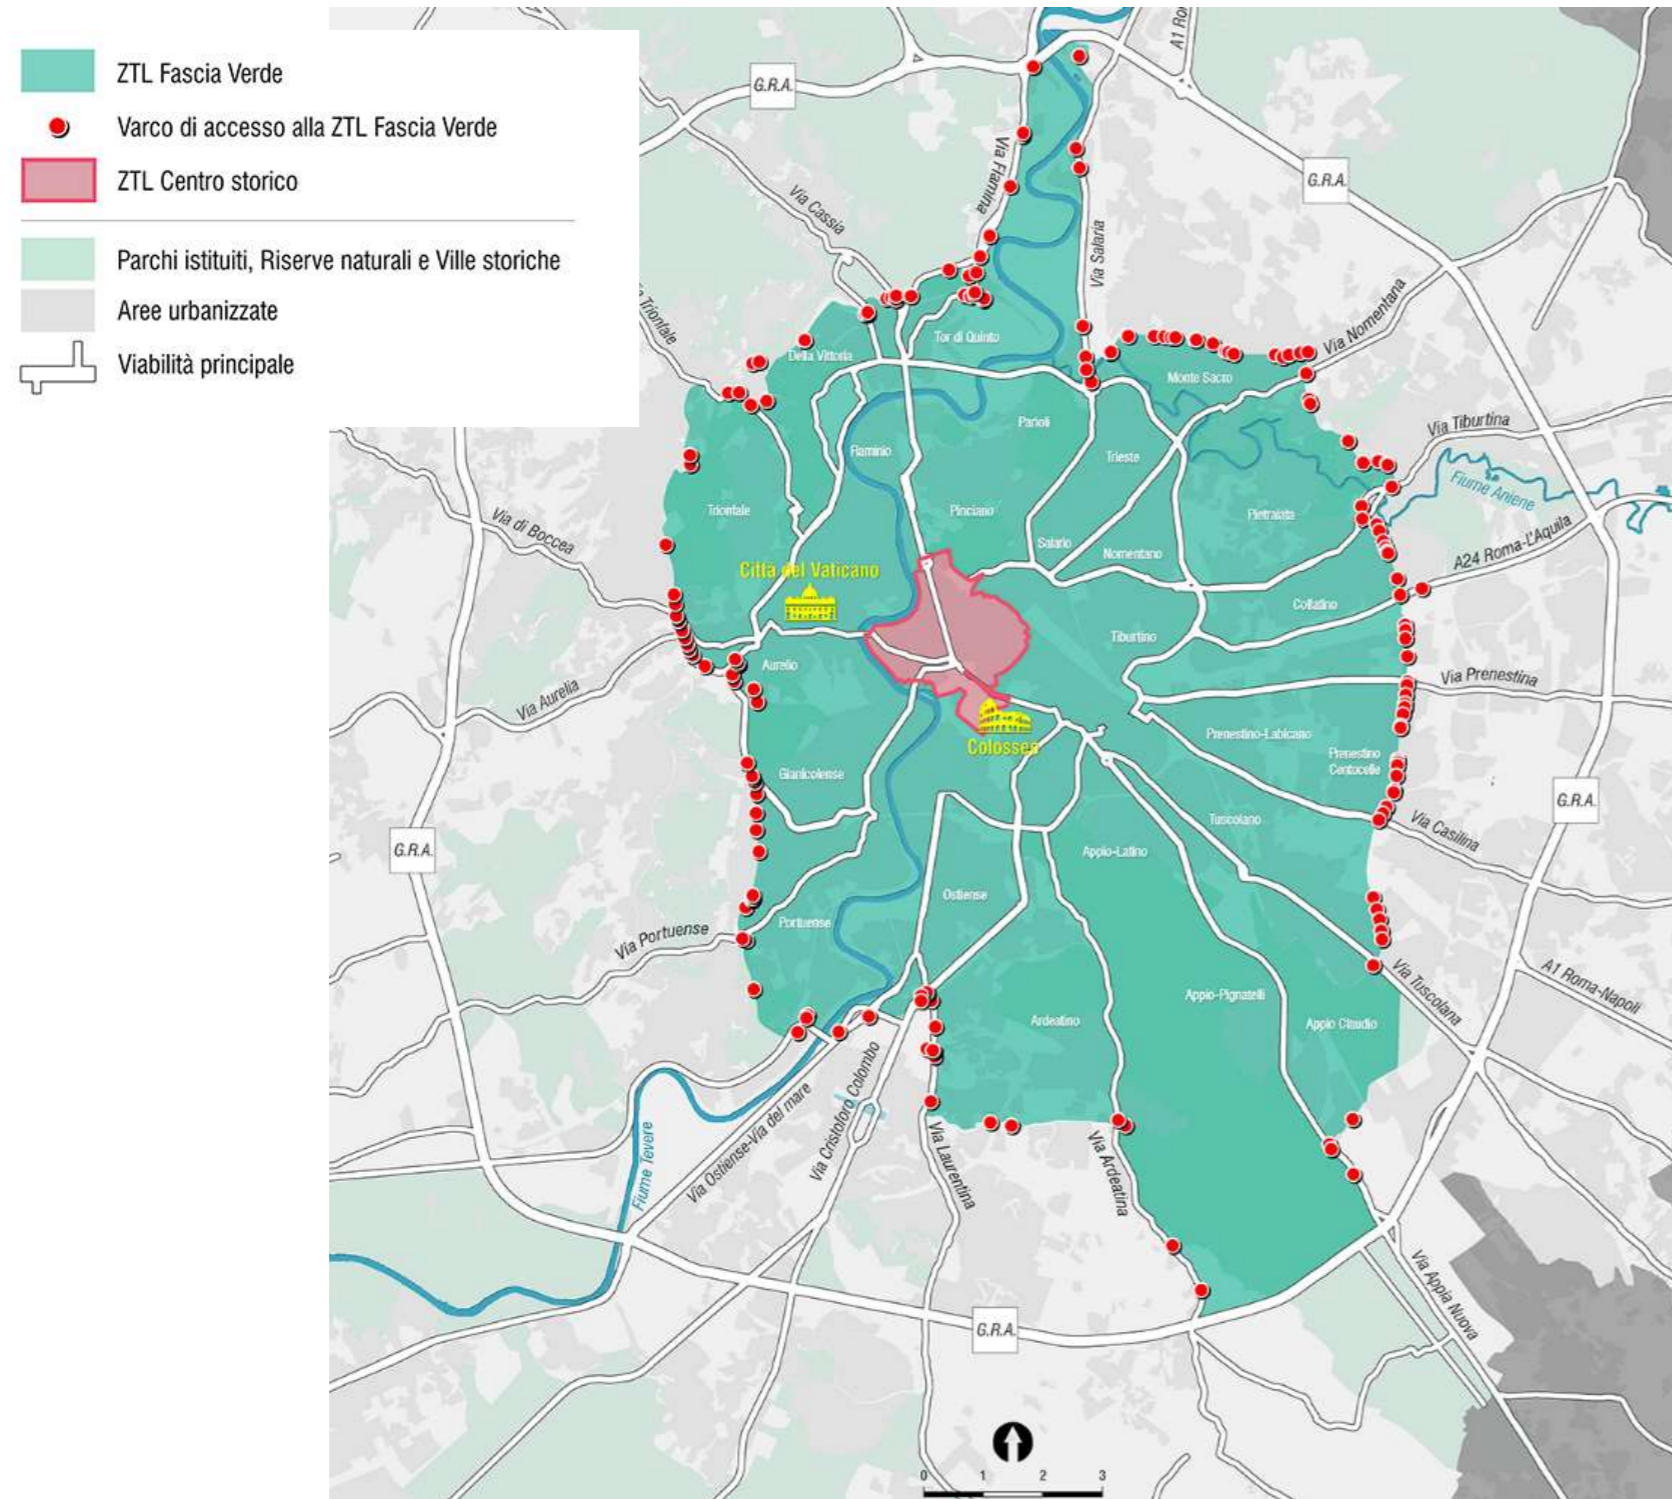 ZTL Fascia Verde
Varco di accesso alla ZTL Fascia Verde
ZTL Centro storico
Parchi istituiti, Riserve naturali e Ville storiche
Aree urbanizzate
Viabilità principale
G.R.A.
Via Flaminia
Via Cassia
G.R.A.
Via Salaria
Trionfale
Tor di Quinto
Della Vittoria
Monte Sacro
Via Nomentana
Parioli
Via Tiburtina
Flaminio
Trieste
Fiume Aniene
Trionfale
Pinciano
Pietralata
Via di Boccea
Salario
Nomentano
A24 Roma-L'Aquila
Città del Vaticano
Collatino
Tiburtino
Aurelio
Via Prenestina
Via Aurelia
Colosseo
Prenestino-Labicano
Prenestino
Centocelle
Gianicolense
G.R.A.
Tuscolano
Via Casilina
G.R.A.
Appio-Latino
Ostiense
Portuense
Via Portuense
Via Tuscolana
A1 Roma-Napoli
Appio-Pignatelli
Ardeatino
Appio Claudio
Via Ostiense-Via del mare
Via Cristoforo Colombo
Fiume Tevere
Via Laurentina
Via Ardeatina
Via Appia Nuova
G.R.A.
0 1 2 3